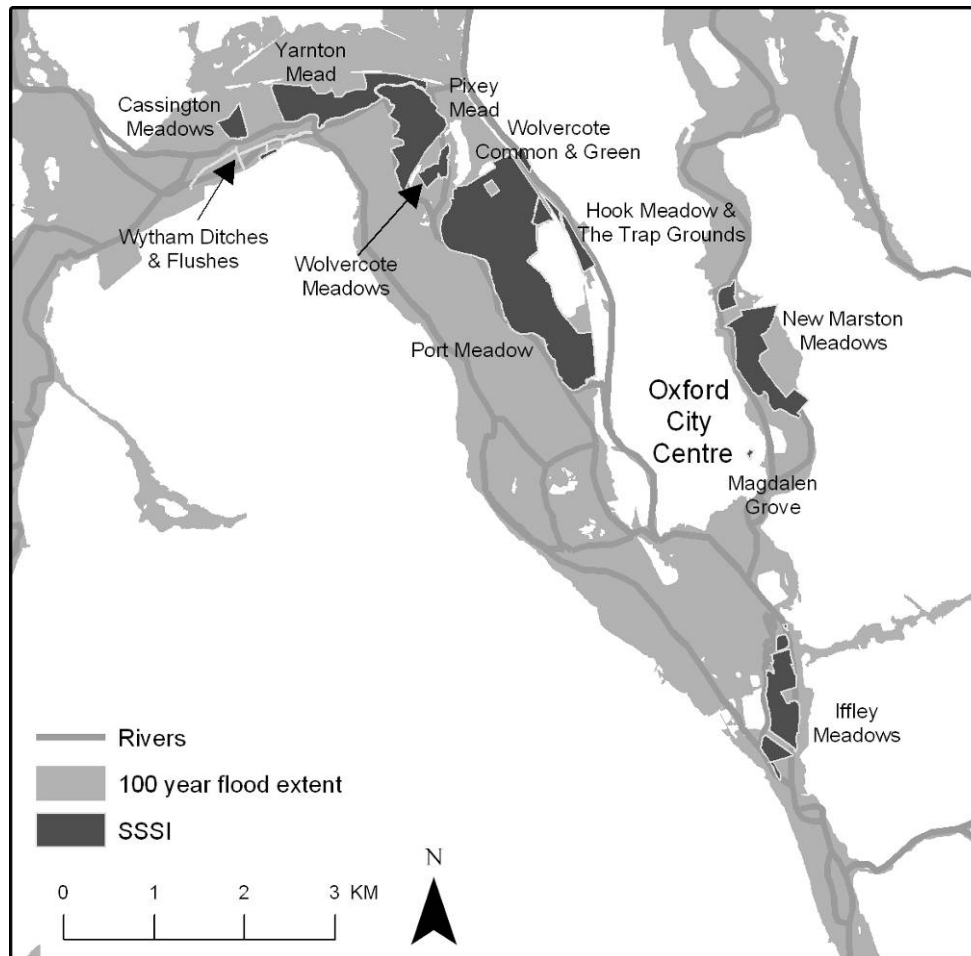 Yarnton
Mead
Cassington
Meadows
Pixey
Mead
Wolvercote
Common & Green
Hook Meadow &
The Trap Grounds
Wytham Ditches
& Flushes
Wolvercote
Meadows
New Marston
Meadows
Port Meadow
Oxford
City
Centre
Magdalen
Grove
Iffley
Meadows
Rivers
100 year flood extent
SSSI
0 1 2 3 KM
N